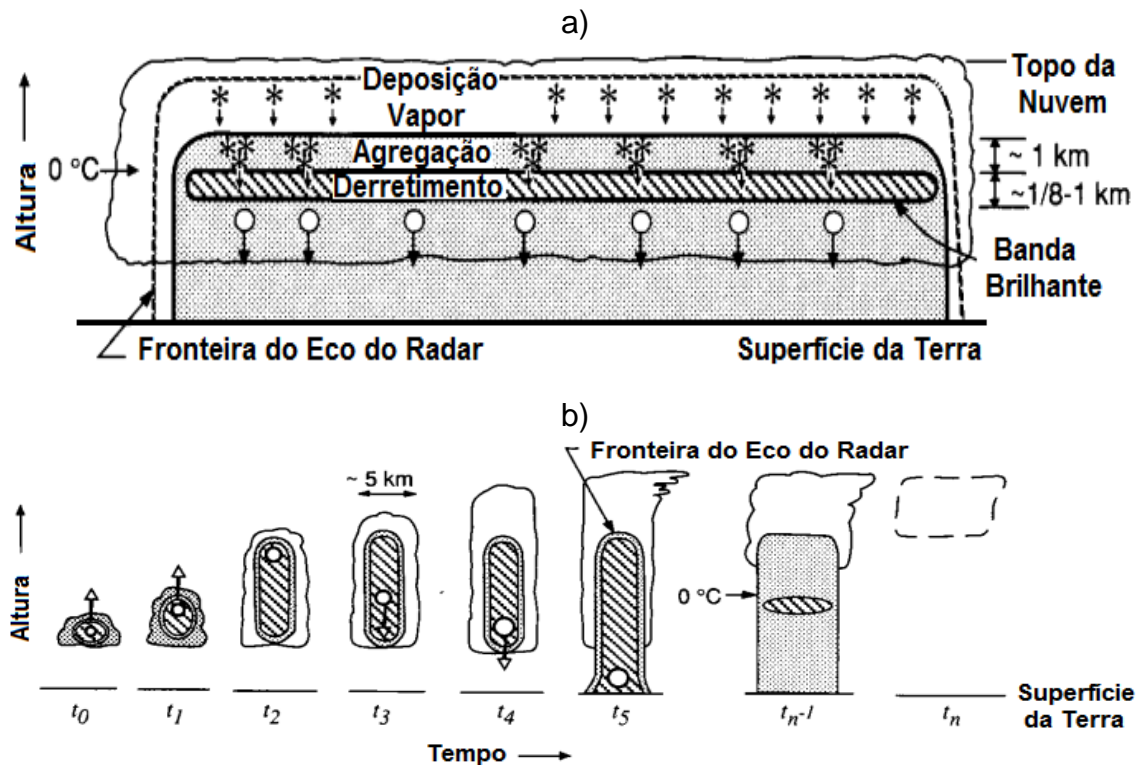 a)
Deposição
Vapor
Topo da
Nuvem
Altura
0 °C
Agregação
Derretimento
~ 1 km
~1/8-1 km
Banda
Brilhante
Fronteira do Eco do Radar
Superfície da Terra
b)
Fronteira do Eco do Radar
~ 5 km
Altura
0 °C
t0
t1
t2
t3
t4
t5
tn-1
tn
Superfície
da Terra
Tempo